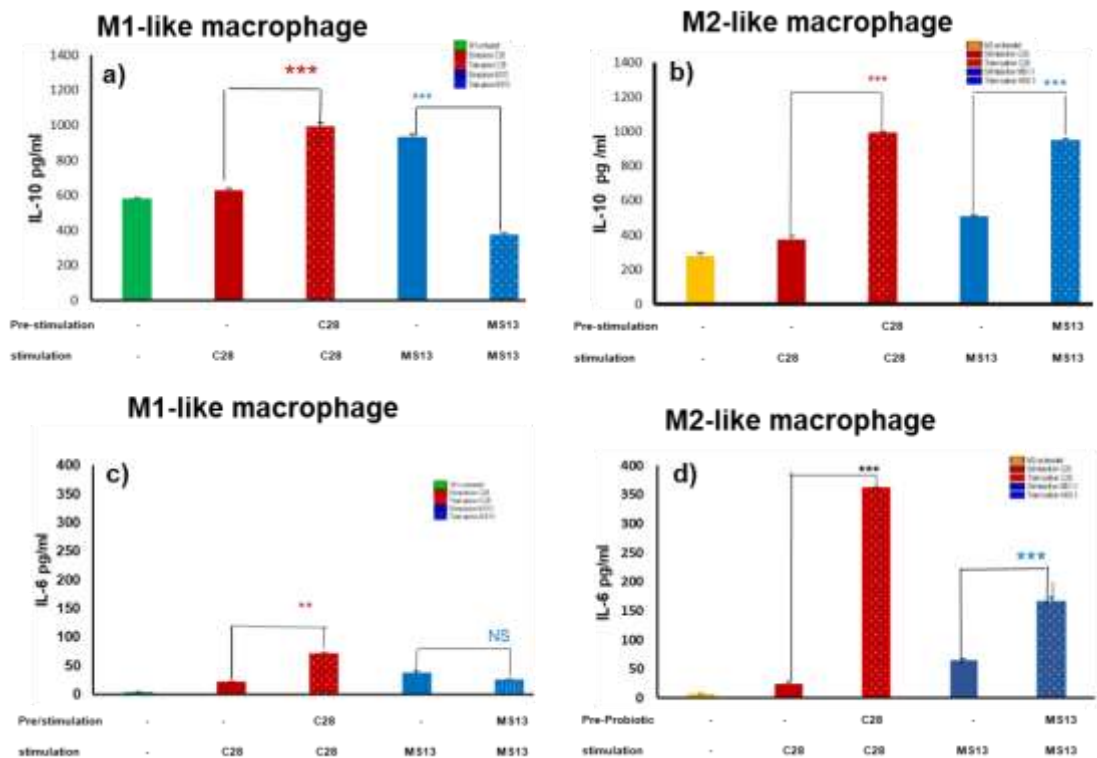 M1-like macrophage
a)
***
***
IL-10 pg/ml
1400
1200
1000
800
600
400
200
0
Pre-stimulation - - C28 - MS13
stimulation - C28 C28 MS13 MS13
M2-like macrophage
b)
***
***
IL-10 pg /ml
1400
1200
1000
800
600
400
200
0
- - C28 - MS13
- C28 C28 MS13 MS13
M1-like macrophage
c)
**
NS
IL-6 pg/ml
400
350
300
250
200
150
100
50
0
Pre/stimulation - - C28 - MS13
stimulation - C28 C28 MS13 MS13
M2-like macrophage
d)
***
***
IL-6 pg/ml
400
350
300
250
200
150
100
50
0
Pre-Probiotic - - C28 - MS13
stimulation - C28 C28 MS13 MS13